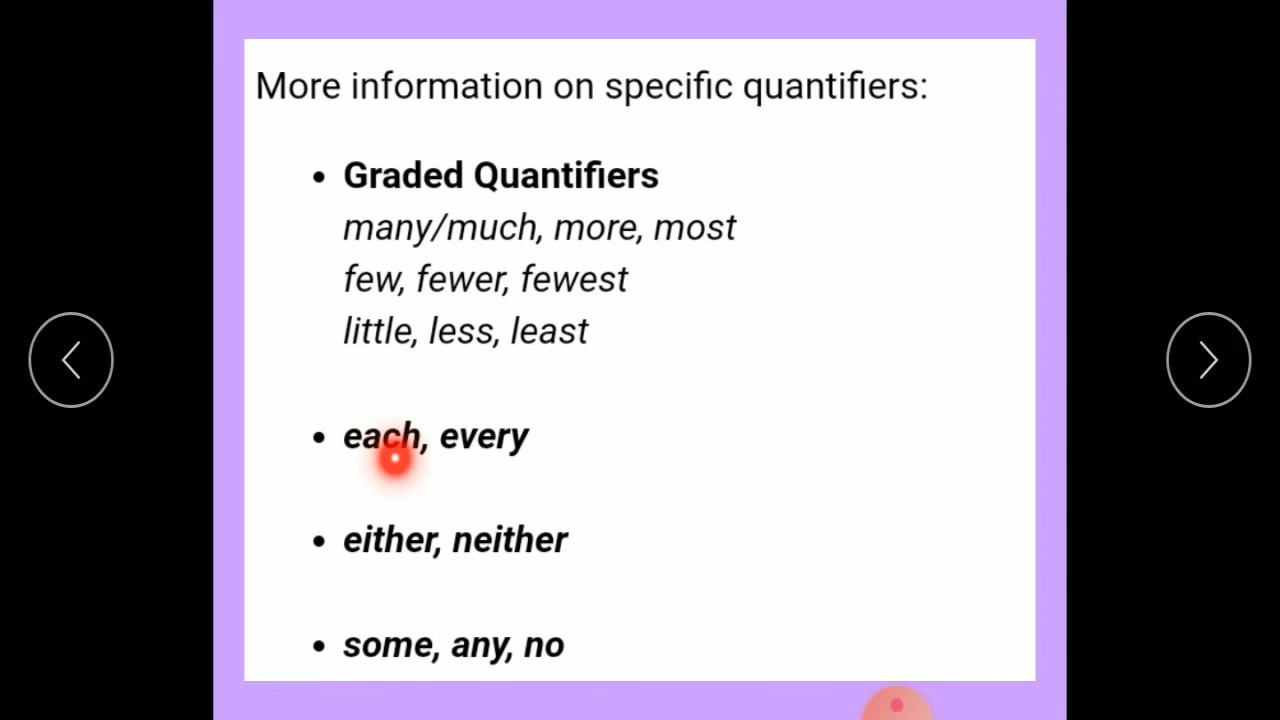 More information on specific quantifiers:
• Graded Quantifiers
many/much, more, most
few, fewer, fewest
little, less, least
• each, every
• either, neither
• some, any, no